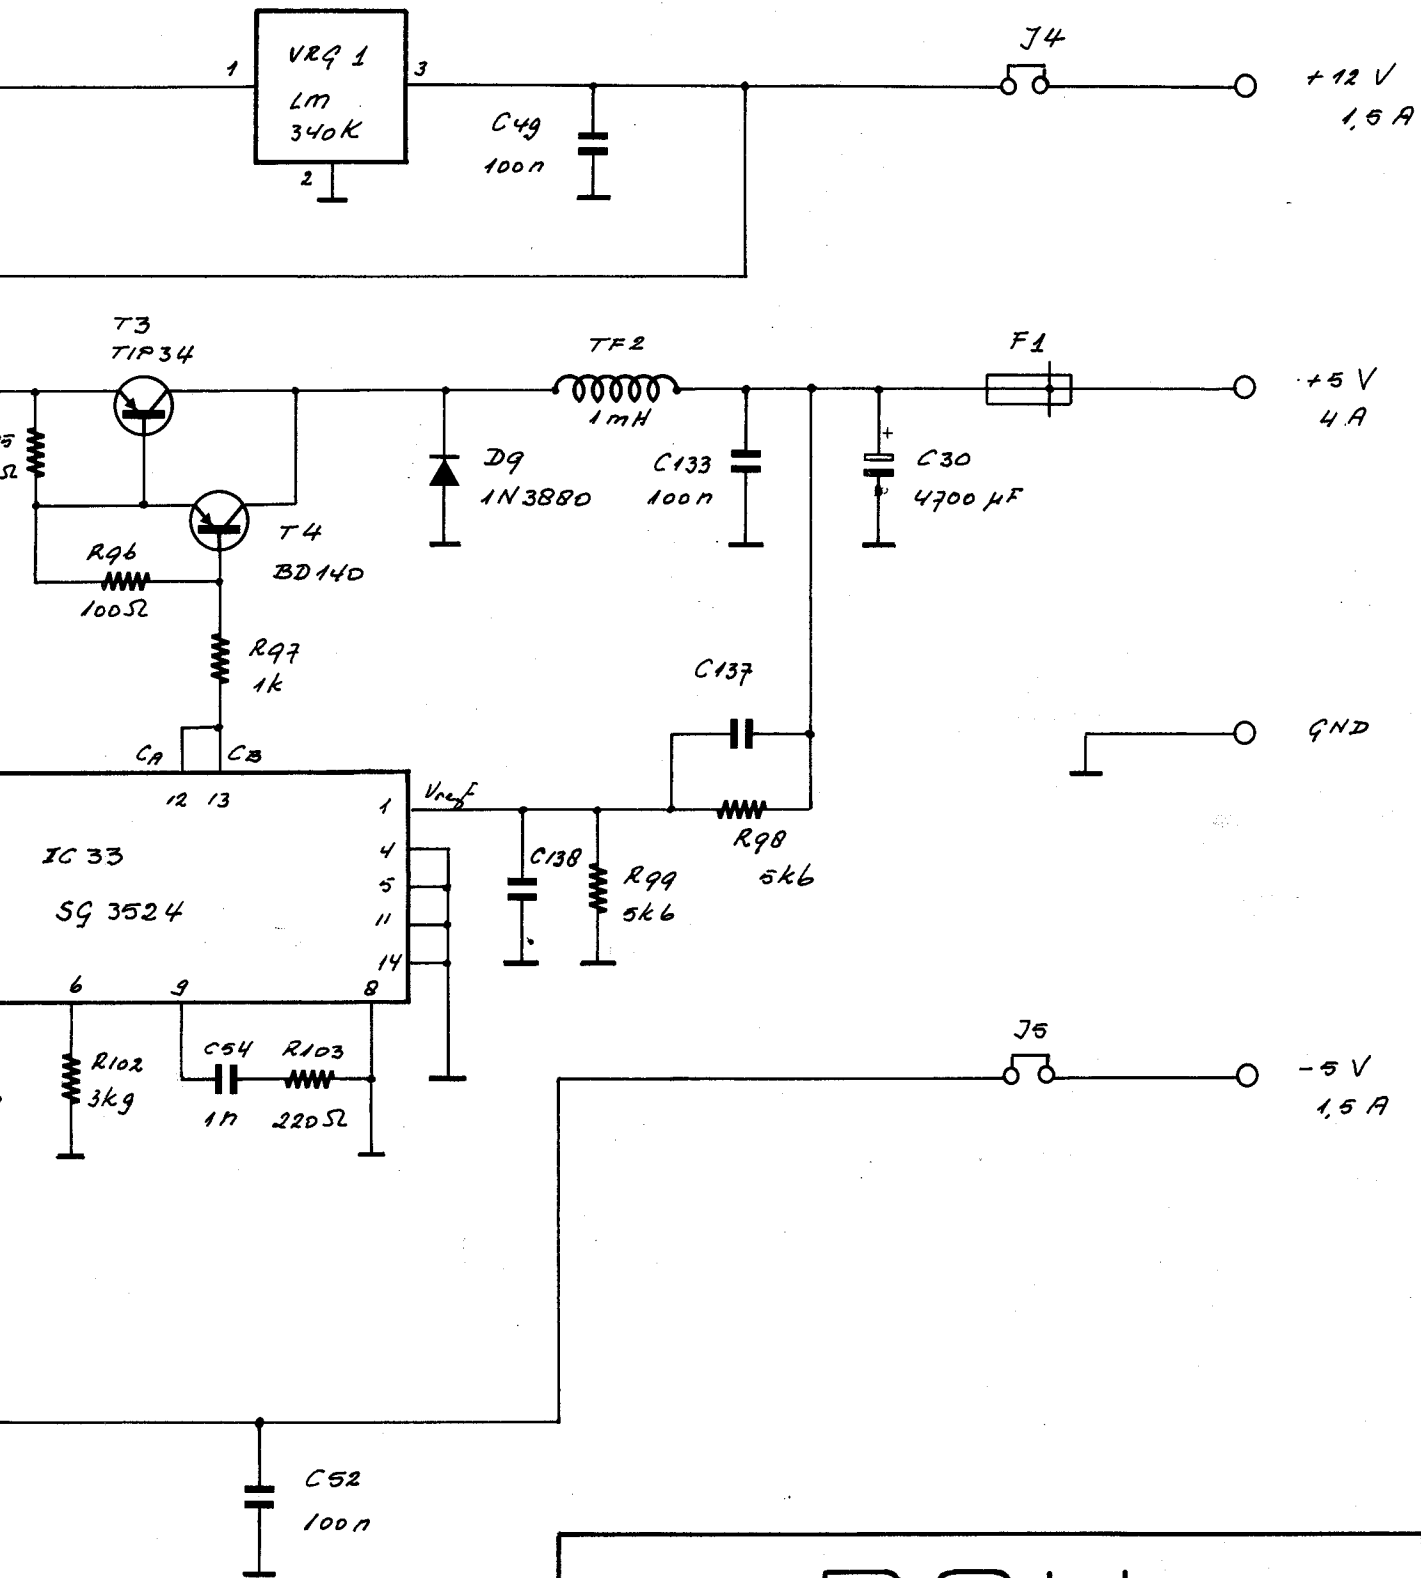 J4
VRG 1
1
3
+12 V
LM
1,5 A
C49
340K
100n
2
T3
TIP34
TF2
F1
+5 V
1mH
4 A
5
Ω
+
D9
C133
C30
1N3880
100n
4700 µF
T4
R96
BD140
100Ω
R97
C137
1k
GND
CA
CB
Vref
12 13
1
R98
IC 33
4
C138
5k6
5
R99
SG 3524
5k6
11
14
6
9
8
J5
C54
R103
R102
-5 V
3k9
1n
220Ω
1,5 A
C52
100n